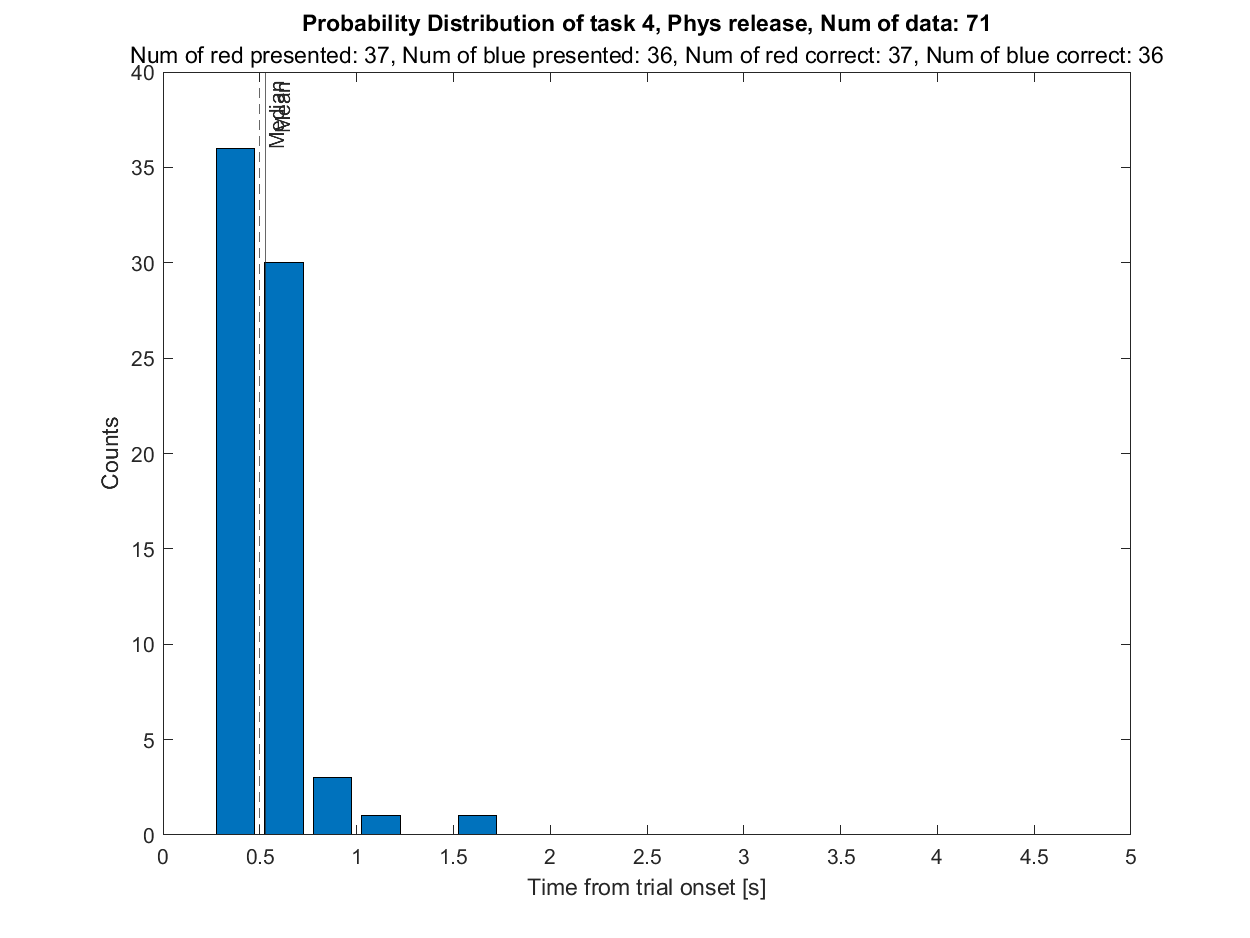 Probability Distribution of task 4, Phys release, Num of data: 71
Num of red presented: 37, Num of blue presented: 36, Num of red correct: 37, Num of blue correct: 36
Median
Mean
40
35
30
25
20
15
10
5
0
Counts
0 0.5 1 1.5 2 2.5 3 3.5 4 4.5 5
Time from trial onset [s]